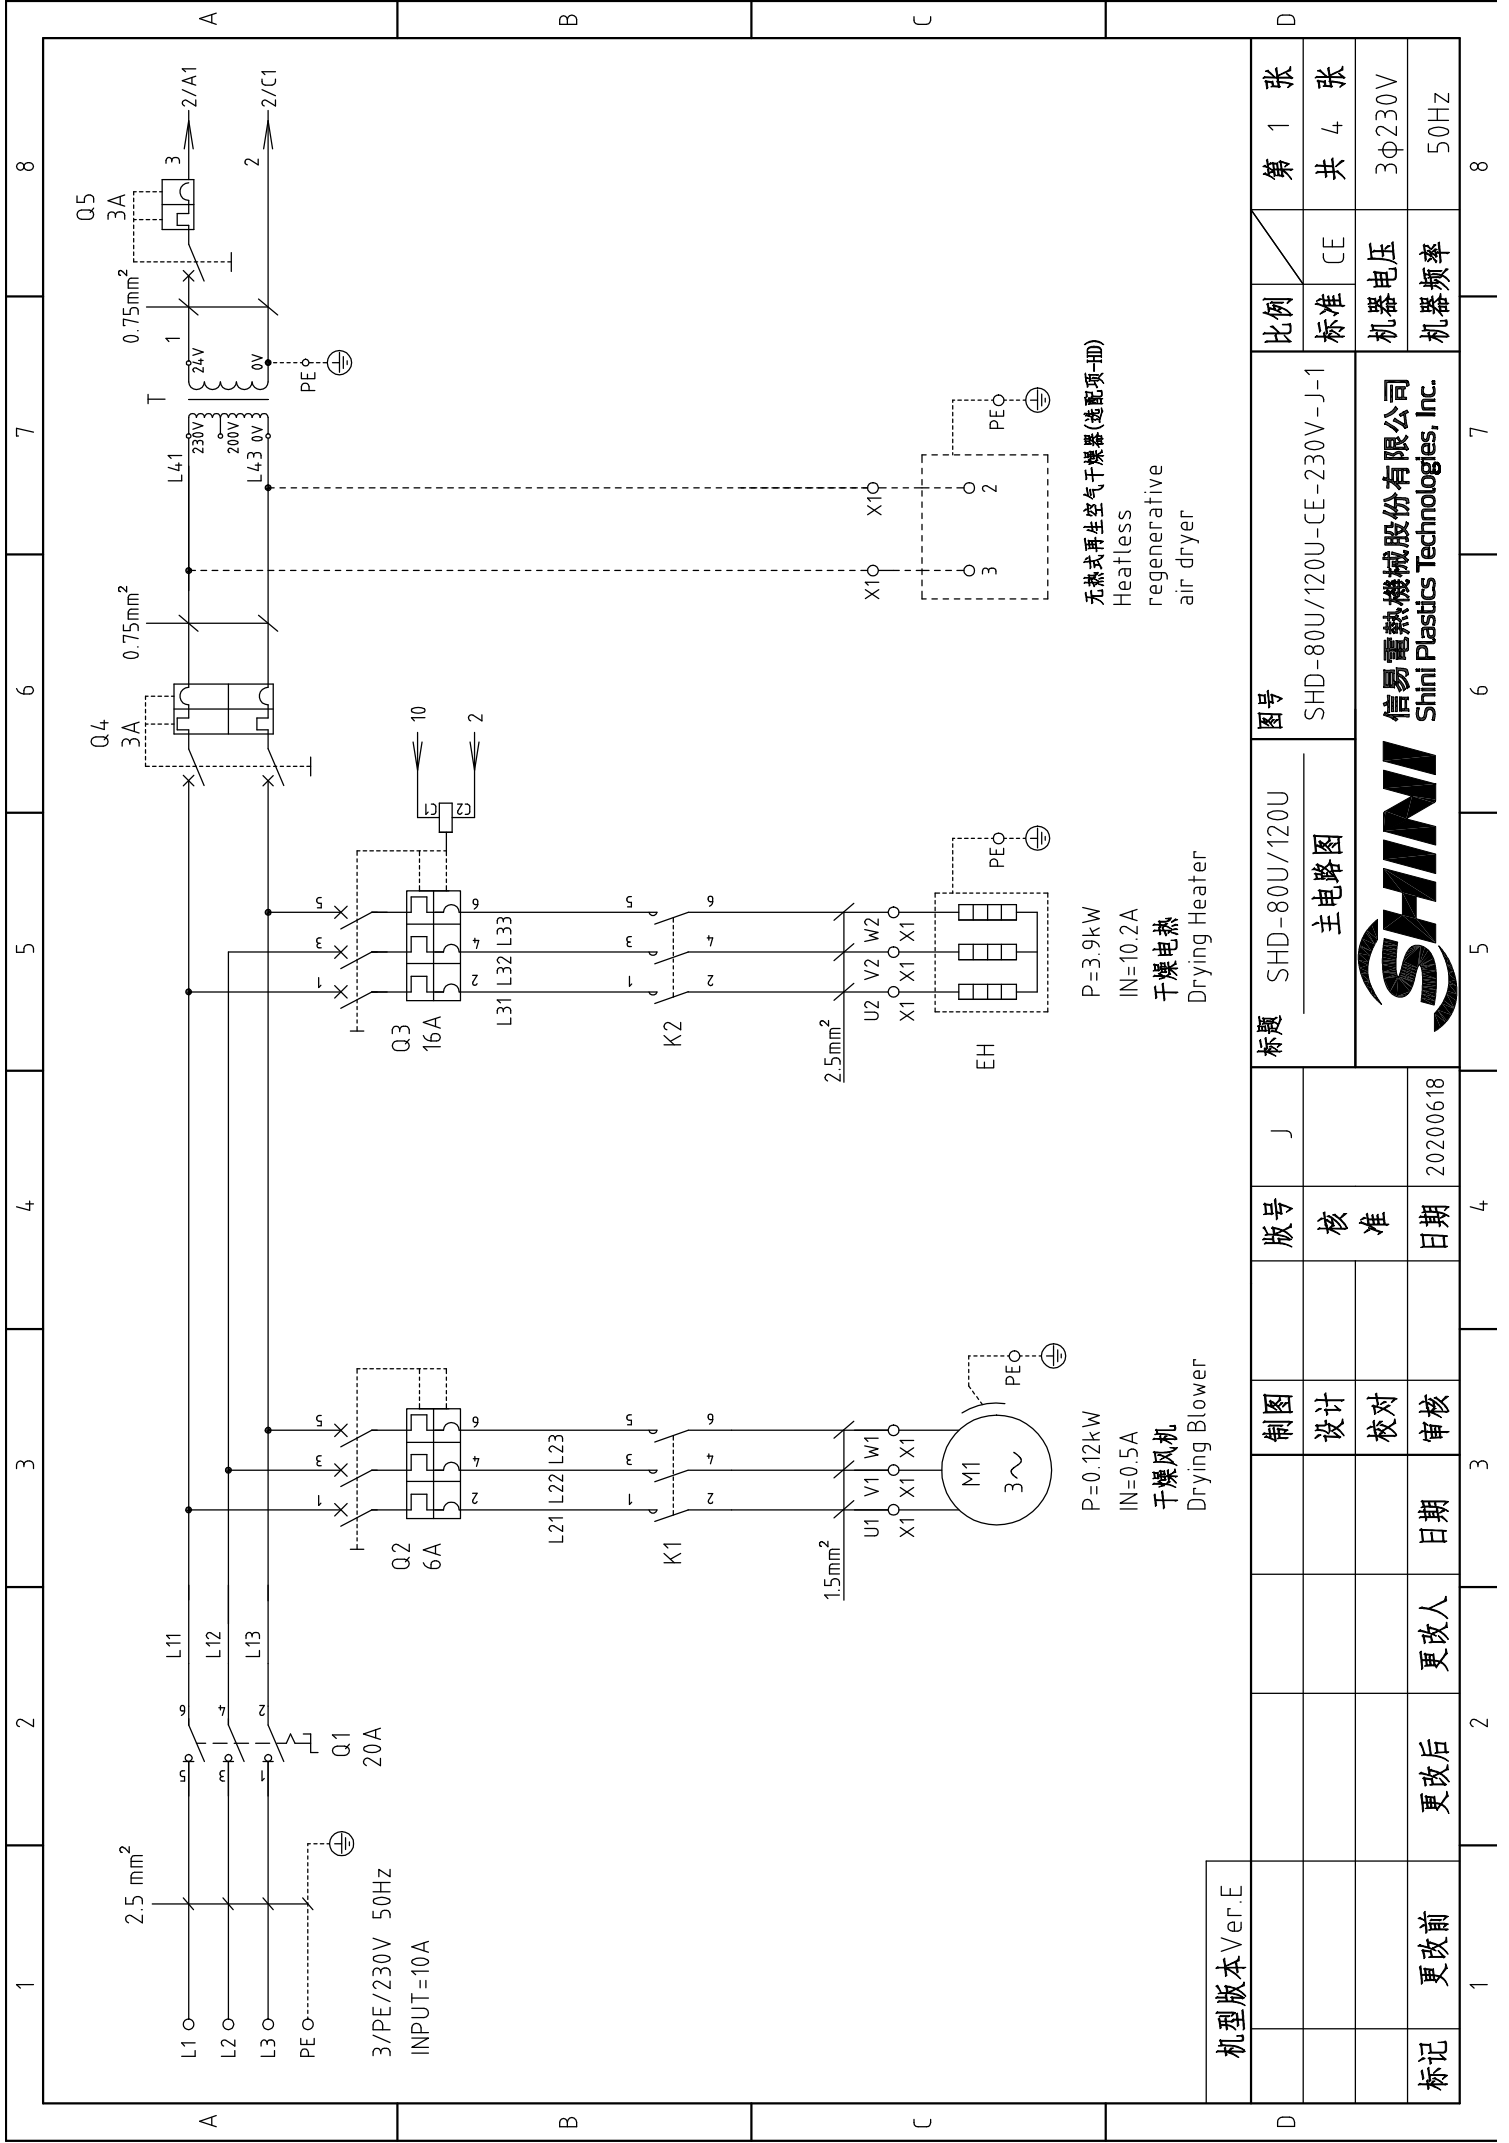 1 2 3 4 5 6 7 8
A
B
C
D
A
B
C
D
L1
L2
L3
PE
2.5 mm²
3/PE/230V 50Hz
INPUT=10A
5 6
3 4
1 2
Q1
20A
L11
L12
L13
1 3 5
Q2
6A
2 4 6
L21 L22 L23
1 3 5
K1
2 4 6
1.5mm²
U1 V1 W1
X1 X1 X1
M1
3~
PE
P=0.12kW
IN=0.5A
干燥风机
Drying Blower
1 3 5
Q3
16A
2 4 6
L31 L32 L33
C1
C2
10
2
1 3 5
K2
2 4 6
2.5mm²
U2 V2 W2
X1 X1 X1
EH
PE
P=3.9kW
IN=10.2A
干燥电热
Drying Heater
Q4
3A
0.75mm²
L41
L43
T
230V
200V
0V
24V
0V
PE
1
0.75mm²
Q5
3A
3
2/A1
2
2/C1
X1 X1
3 2
PE
无热式再生空气干燥器(选配项-HD)
Heatless
regenerative
air dryer
机型版本Ver.E
标记 更改前 更改后 更改人 日期
制图
设计
校对
审核
版号 J
核
准
日期 20200618
标题
SHD-80U/120U
主电路图
图号
SHD-80U/120U-CE-230V-J-1
SHINI
信易電熱機械股份有限公司
Shini Plastics Technologies, Inc.
比例 第 1 张
标准 CE 共 4 张
机器电压 3ф230V
机器频率 50Hz
1 2 3 4 5 6 7 8